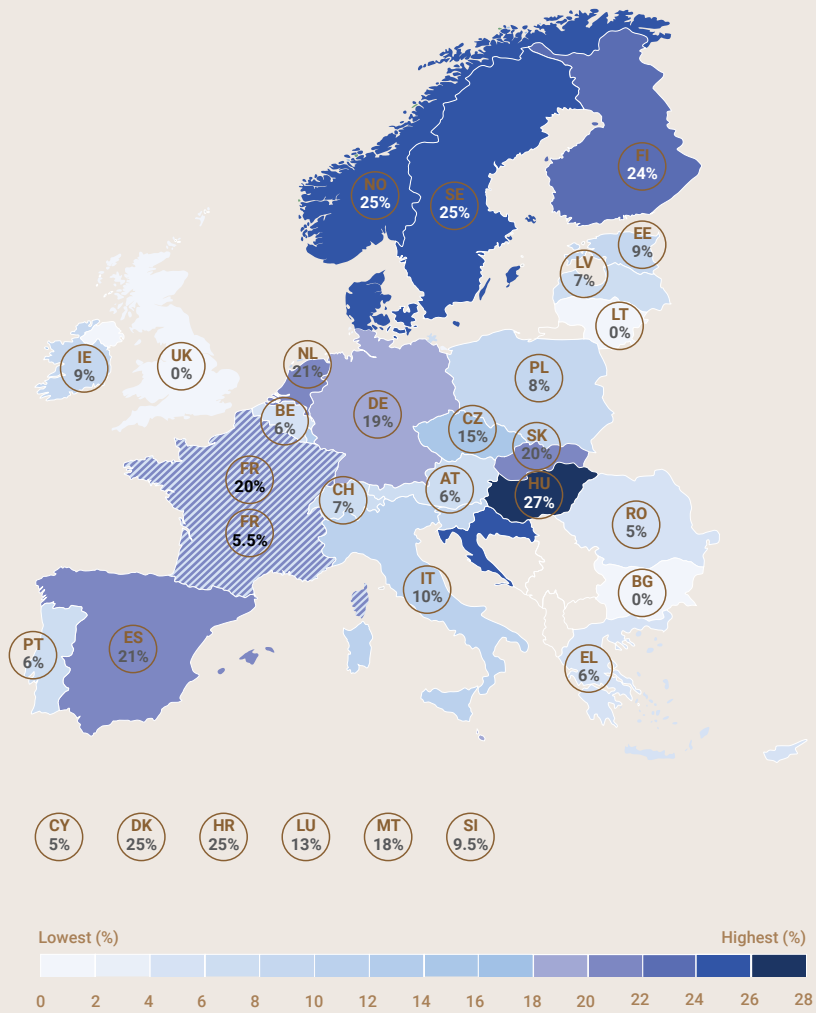 NO
25%
SE
25%
FI
24%
EE
9%
LV
7%
LT
0%
IE
9%
UK
0%
NL
21%
BE
6%
DE
19%
PL
8%
CZ
15%
SK
20%
FR
20%
FR
5.5%
CH
7%
AT
6%
HU
27%
RO
5%
BG
0%
IT
10%
PT
6%
ES
21%
EL
6%
CY
5%
DK
25%
HR
25%
LU
13%
MT
18%
SI
9.5%
Lowest (%) Highest (%)
0 2 4 6 8 10 12 14 16 18 20 22 24 26 28